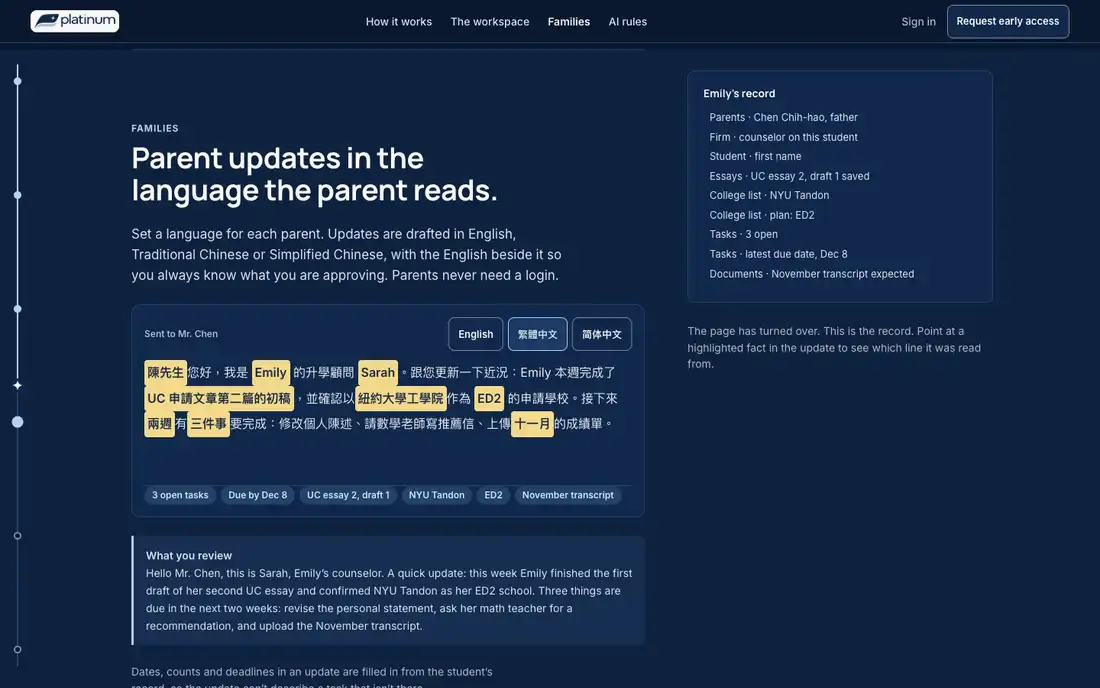 platinum
How it works
The workspace
Families
AI rules
Sign in
Request early access
FAMILIES
Parent updates in the
language the parent reads.
Set a language for each parent. Updates are drafted in English,
Traditional Chinese or Simplified Chinese, with the English beside it so
you always know what you are approving. Parents never need a login.
Sent to Mr. Chen
English
繁體中文
简体中文
陳先生您好，我是 Emily 的升學顧問 Sarah。跟您更新一下近況：Emily 本週完成了
UC 申請文章第二篇的初稿，並確認以紐約大學工學院作為 ED2 的申請學校。接下來
兩週有三件事要完成：修改個人陳述、請數學老師寫推薦信、上傳十一月的成績單。
3 open tasks
Due by Dec 8
UC essay 2, draft 1
NYU Tandon
ED2
November transcript
What you review
Hello Mr. Chen, this is Sarah, Emily’s counselor. A quick update: this week Emily finished the first
draft of her second UC essay and confirmed NYU Tandon as her ED2 school. Three things are
due in the next two weeks: revise the personal statement, ask her math teacher for a
recommendation, and upload the November transcript.
Dates, counts and deadlines in an update are filled in from the student’s
record, so the update can’t describe a task that isn’t there.
Emily’s record
Parents · Chen Chih-hao, father
Firm · counselor on this student
Student · first name
Essays · UC essay 2, draft 1 saved
College list · NYU Tandon
College list · plan: ED2
Tasks · 3 open
Tasks · latest due date, Dec 8
Documents · November transcript expected
The page has turned over. This is the record. Point at a
highlighted fact in the update to see which line it was read
from.